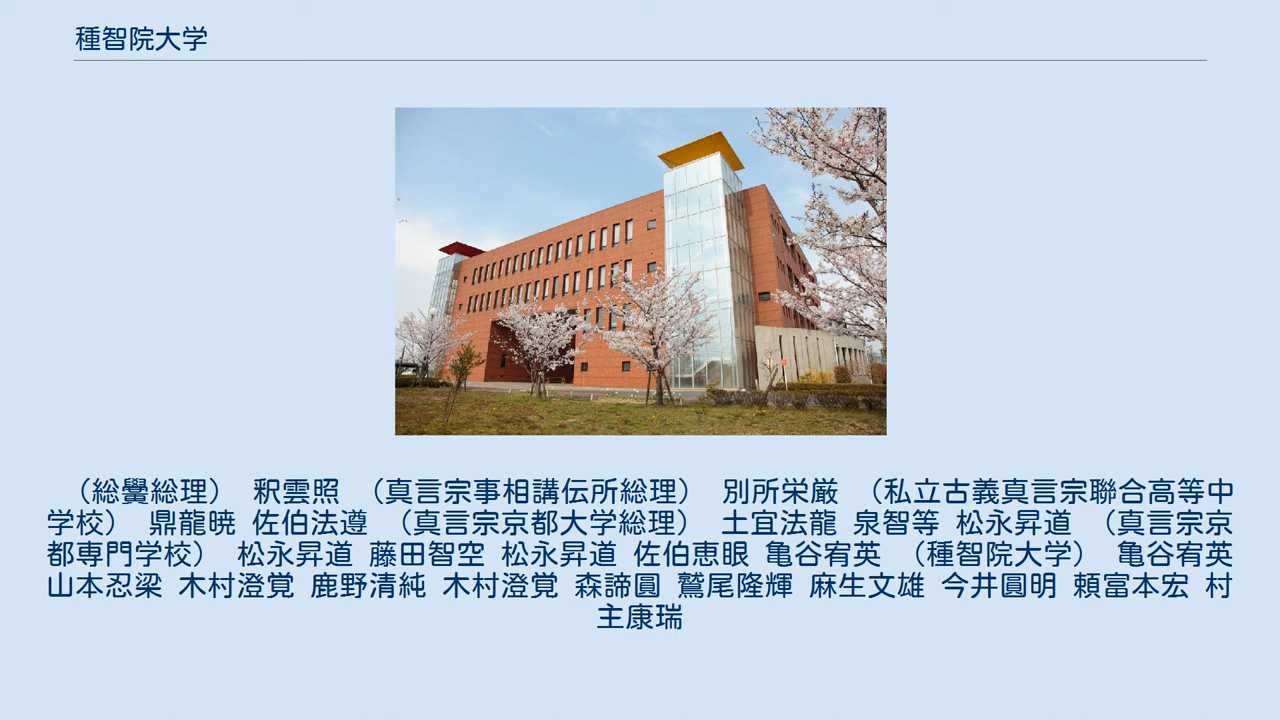 種智院大学
（総黌総理） 釈雲照 （真言宗事相講伝所総理） 別所栄厳 （私立古義真言宗聯合高等中
学校） 鼎龍暁 佐伯法遵 （真言宗京都大学総理） 土宜法龍 泉智等 松永昇道 （真言宗京
都専門学校） 松永昇道 藤田智空 松永昇道 佐伯恵眼 亀谷宥英 （種智院大学） 亀谷宥英
山本忍梁 木村澄覚 鹿野清純 木村澄覚 森諦圓 鷲尾隆輝 麻生文雄 今井圓明 頼富本宏 村
主康瑞